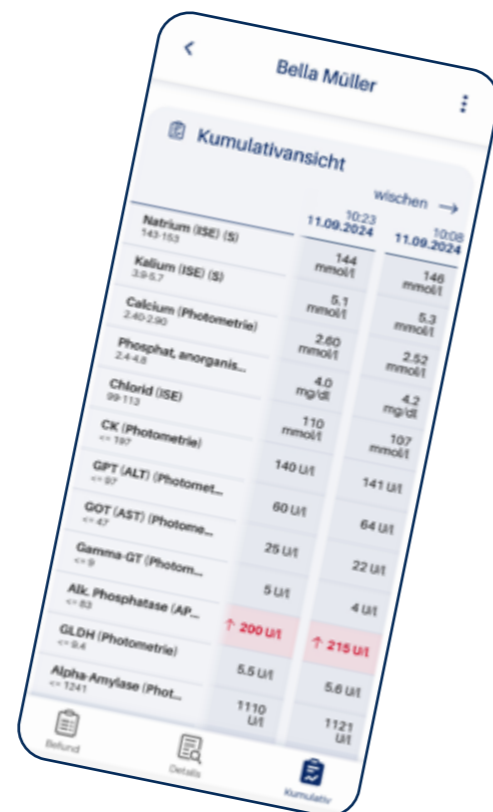 Bella Müller
Kumulativansicht
wischen →
10:23 10:08
11.09.2024 11.09.2024
Natrium (ISE) (S) 144 146
143-153 mmol/l mmol/l
Kalium (ISE) (S) 5.1 5.3
3.9-5.7 mmol/l mmol/l
Calcium (Photometrie) 2.60 2.52
2.40-2.90 mmol/l mmol/l
Phosphat, anorganis... 4.0 4.2
2.4-4.8 mg/dl mg/dl
Chlorid (ISE) 110 107
99-113 mmol/l mmol/l
CK (Photometrie) 140 U/l 141 U/l
<= 197
GPT (ALT) (Photomet... 60 U/l 64 U/l
<= 97
GOT (AST) (Photome... 25 U/l 22 U/l
<= 47
Gamma-GT (Photom... 5 U/l 4 U/l
<= 9
Alk. Phosphatase (AP... ↑ 200 U/l ↑ 215 U/l
<= 83
GLDH (Photometrie) 5.5 U/l 5.6 U/l
<= 9.4
Alpha-Amylase (Phot... 1110 1121
<= 1241 U/l U/l
Befund Details Kumulativ